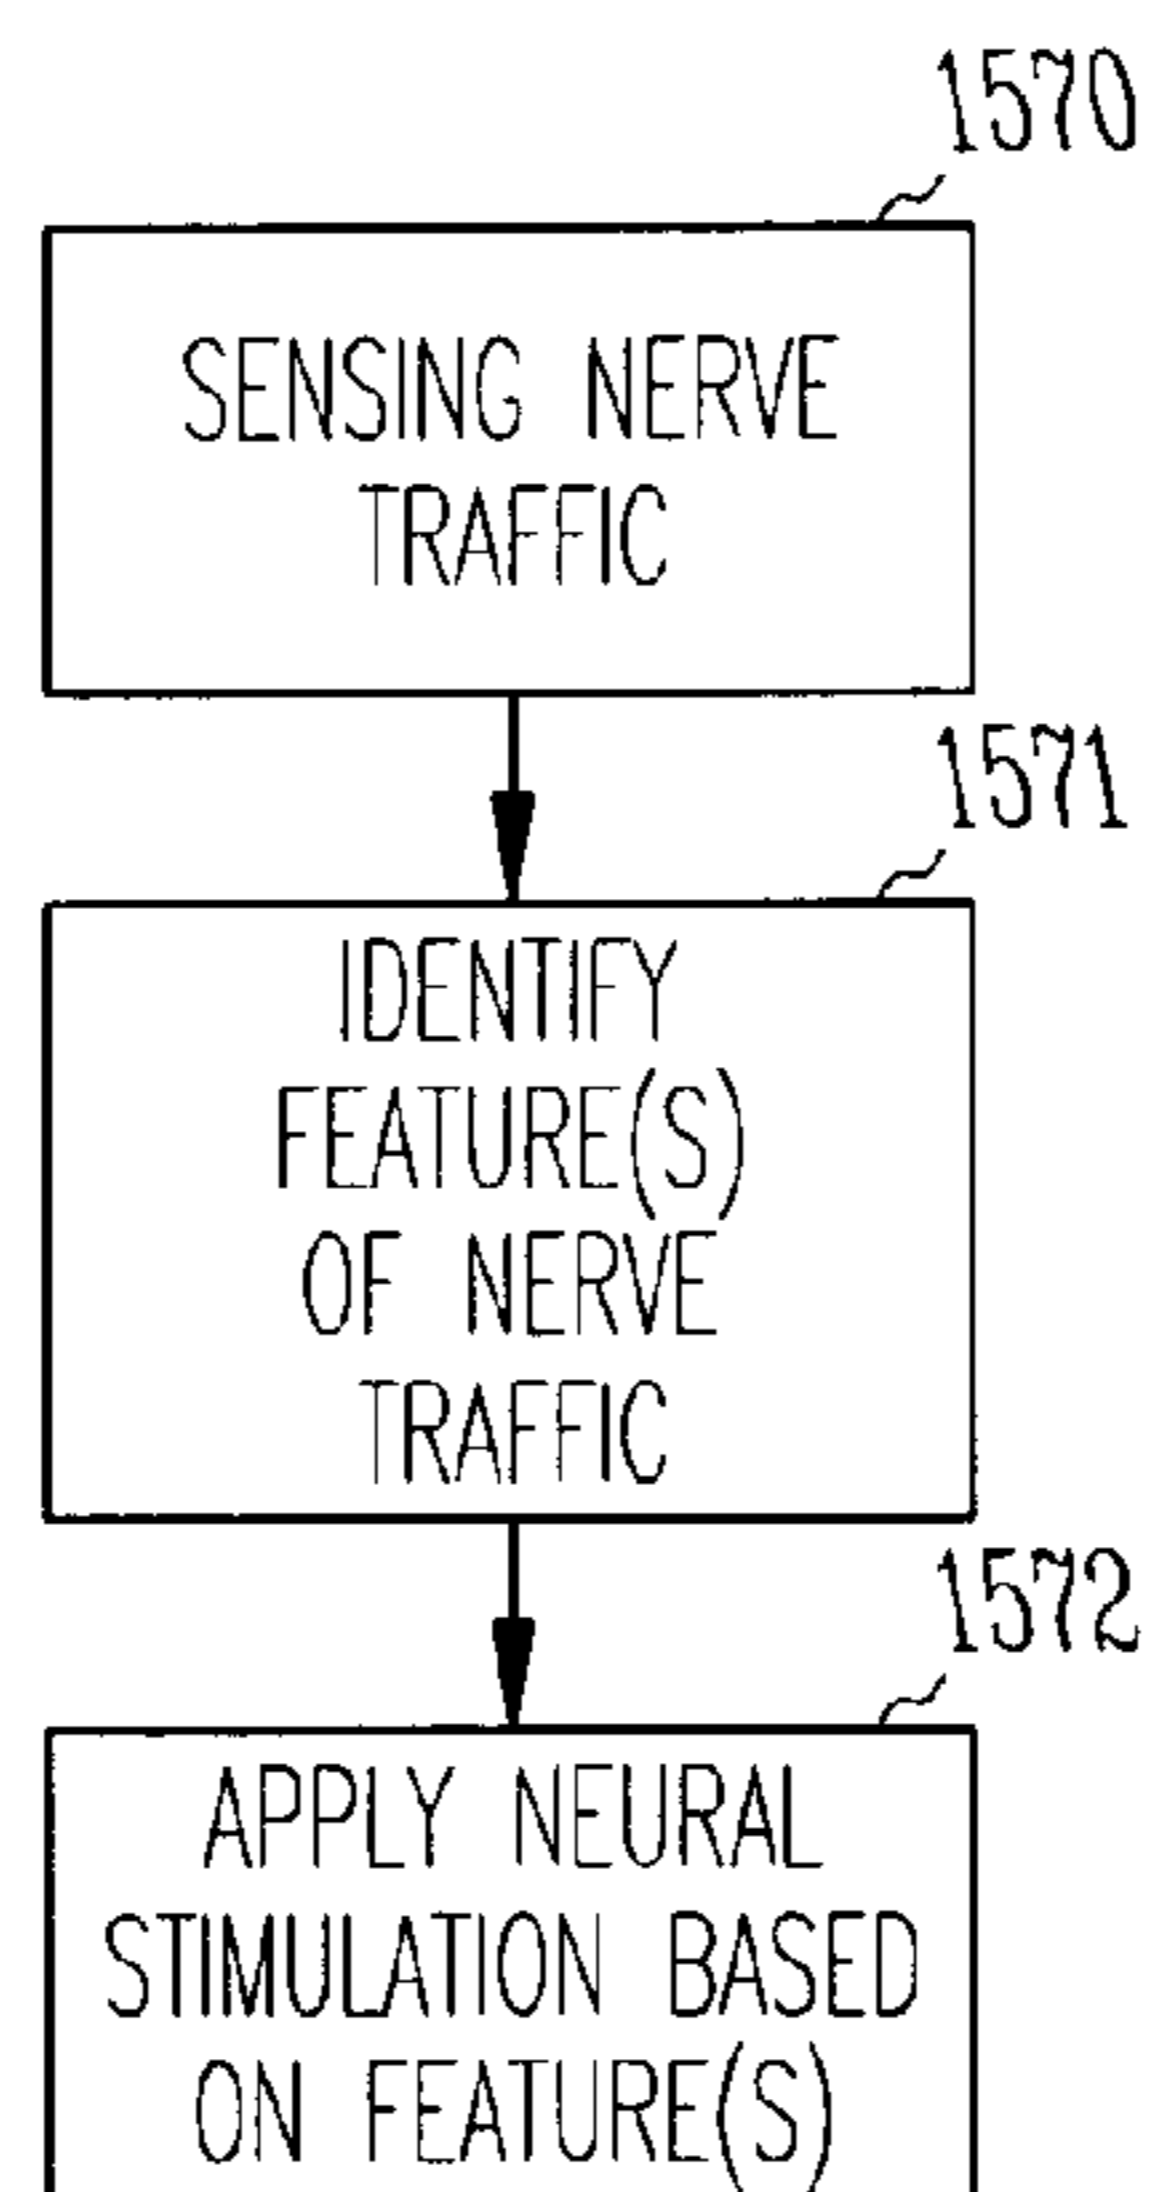 1570
SENSING NERVE
TRAFFIC
1571
IDENTIFY
FEATURE(S)
OF NERVE
TRAFFIC
1572
APPLY NEURAL
STIMULATION BASED
ON FEATURE(S)